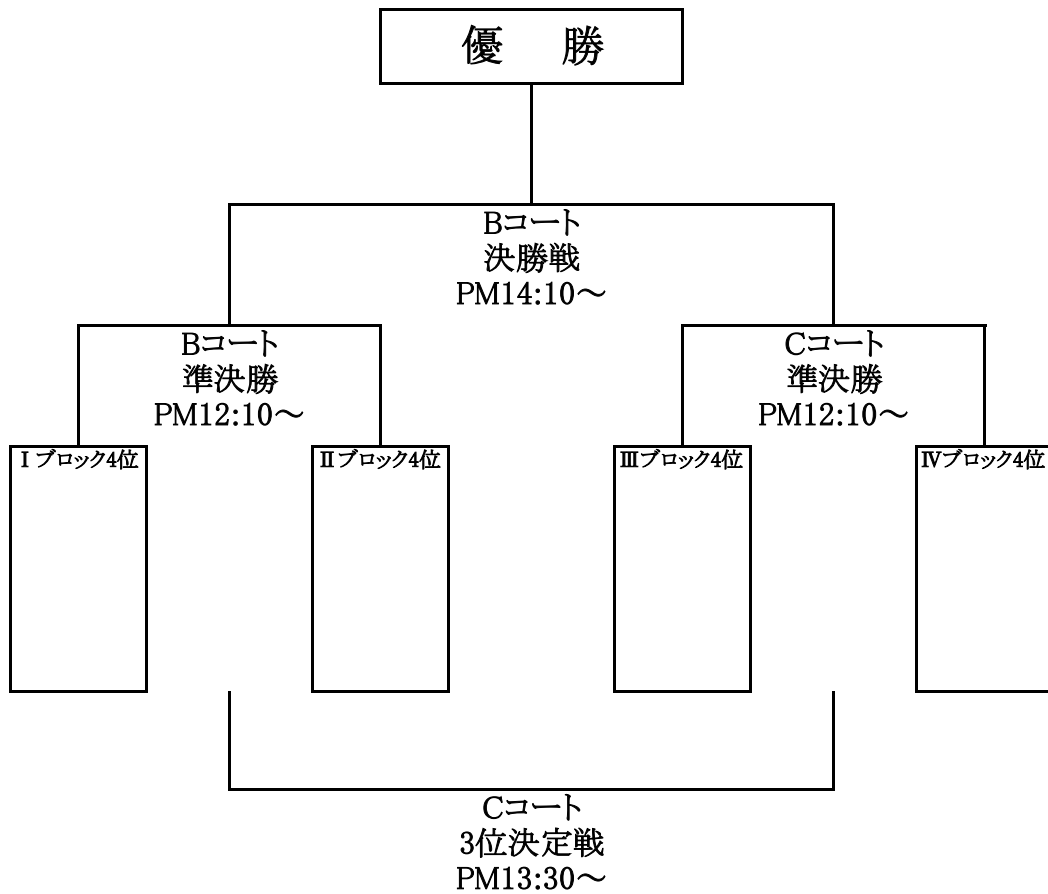 優　勝
Bコート
決勝戦
PM14:10～
Bコート
準決勝
PM12:10～
Cコート
準決勝
PM12:10～
Ⅰブロック4位
Ⅱブロック4位
Ⅲブロック4位
Ⅳブロック4位
Cコート
3位決定戦
PM13:30～